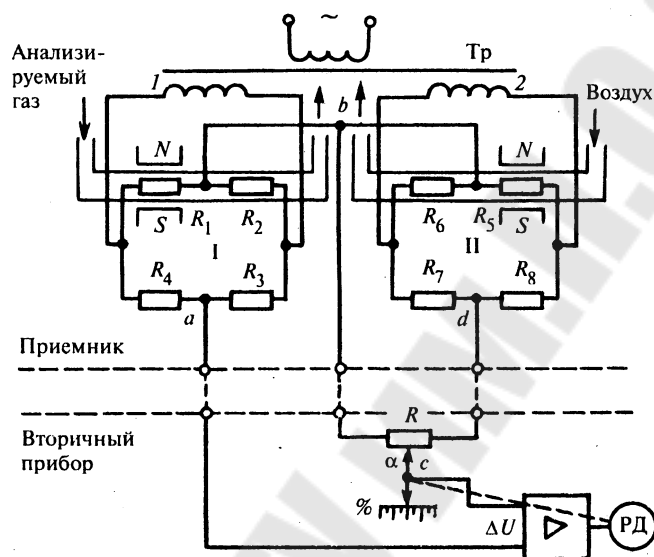 ~
Тр
Анализи-
руемый
газ
1
2
Воздух
b
N
N
S
R1
R2
R6
R5
S
I
II
R4
R3
R7
R8
a
d
Приемник
Вторичный
прибор
R
α
c
%
ΔU
РД